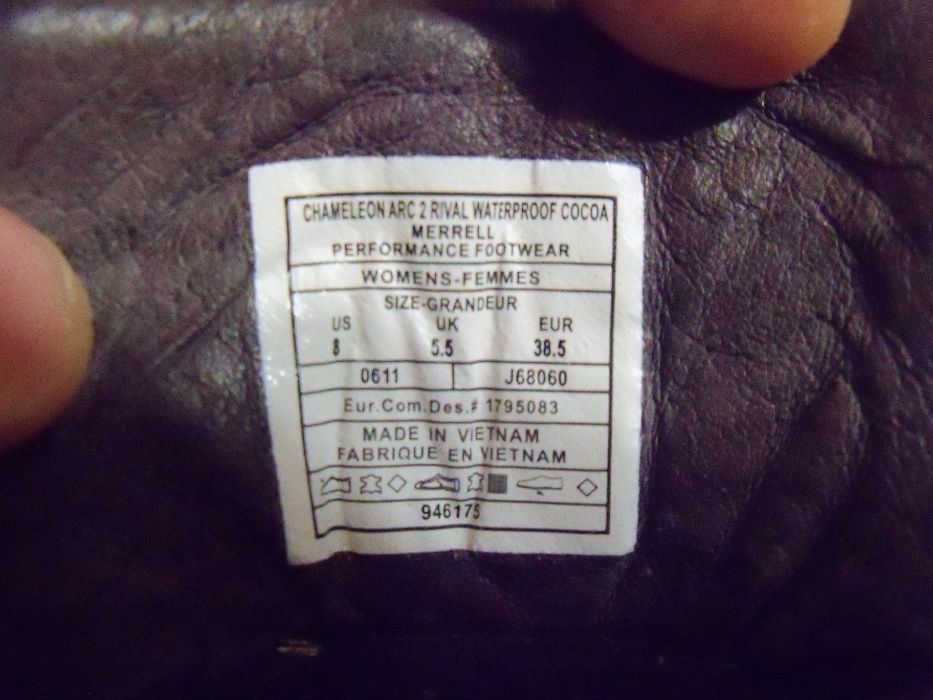 CHAMELEON ARC 2 RIVAL WATERPROOF COCOA
MERRELL
PERFORMANCE FOOTWEAR
WOMENS-FEMMES
SIZE-GRANDEUR
US UK EUR
8 5.5 38.5
0611 J68060
Eur.Com.Des.# 1795083
MADE IN VIETNAM
FABRIQUE EN VIETNAM
946175